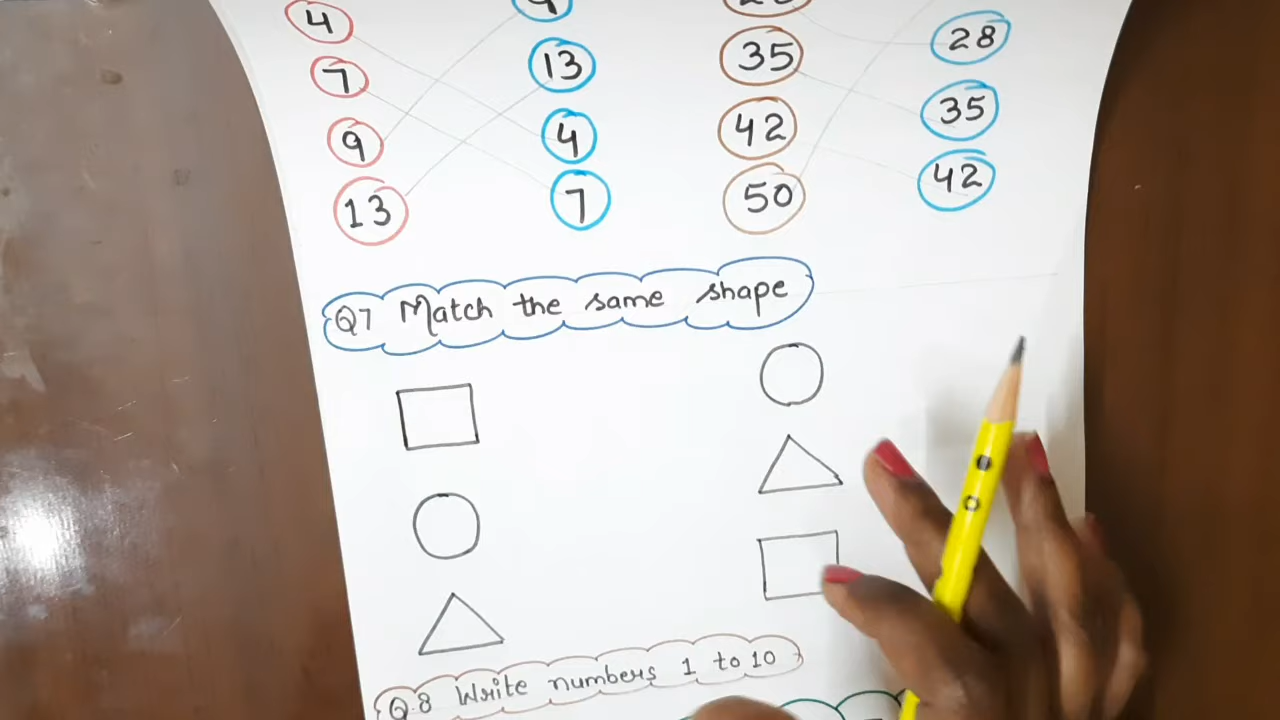 4 9
7 13 35 28
9 4 42 35
13 7 50 42
Q7 Match the same shape
Q.8 Write numbers 1 to 10